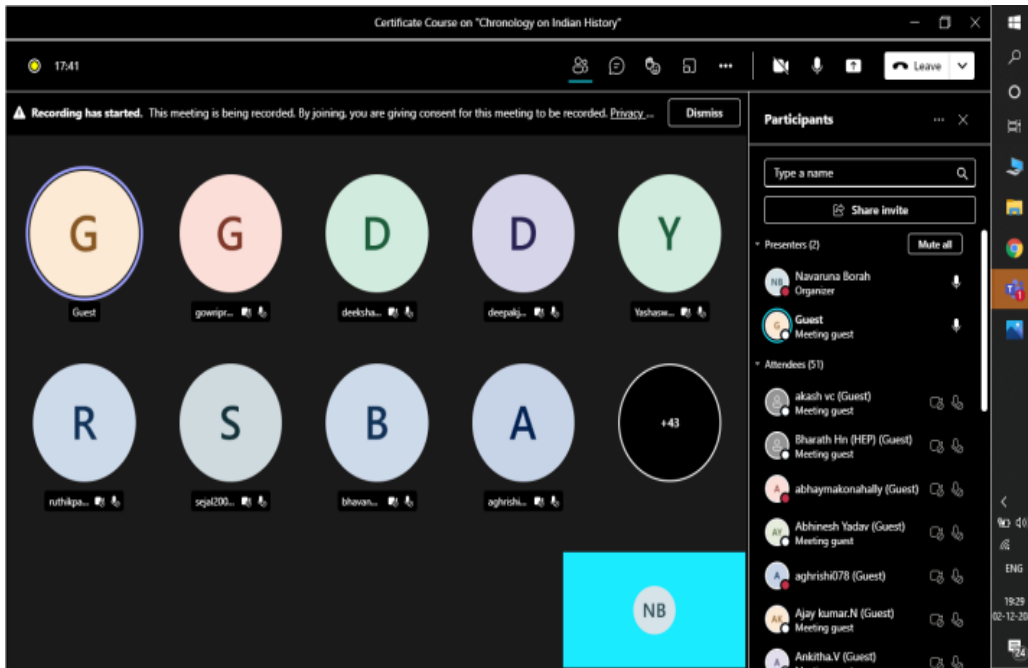 Certificate Course on "Chronology on Indian History"
17:41
Leave
Recording has started. This meeting is being recorded. By joining, you are giving consent for this meeting to be recorded. Privacy ...
Dismiss
G
G
D
D
Y
Guest
gowripr...
deeksha...
deepakj...
Yashasw...
R
S
B
A
+43
ruthikpa...
sejal200...
bhavan...
aghrishi...
NB
Participants
Type a name
Share invite
Presenters (2)
Mute all
NB
Navaruna Borah
Organizer
G
Guest
Meeting guest
Attendees (51)
akash vc (Guest)
Meeting guest
Bharath Hn (HEP) (Guest)
Meeting guest
A
abhaymakonahally (Guest)
AY
Abhinesh Yadav (Guest)
Meeting guest
A
aghrishi078 (Guest)
AK
Ajay kumar.N (Guest)
Meeting guest
A
Ankitha.V (Guest)
ENG
19:29
02-12-20
24